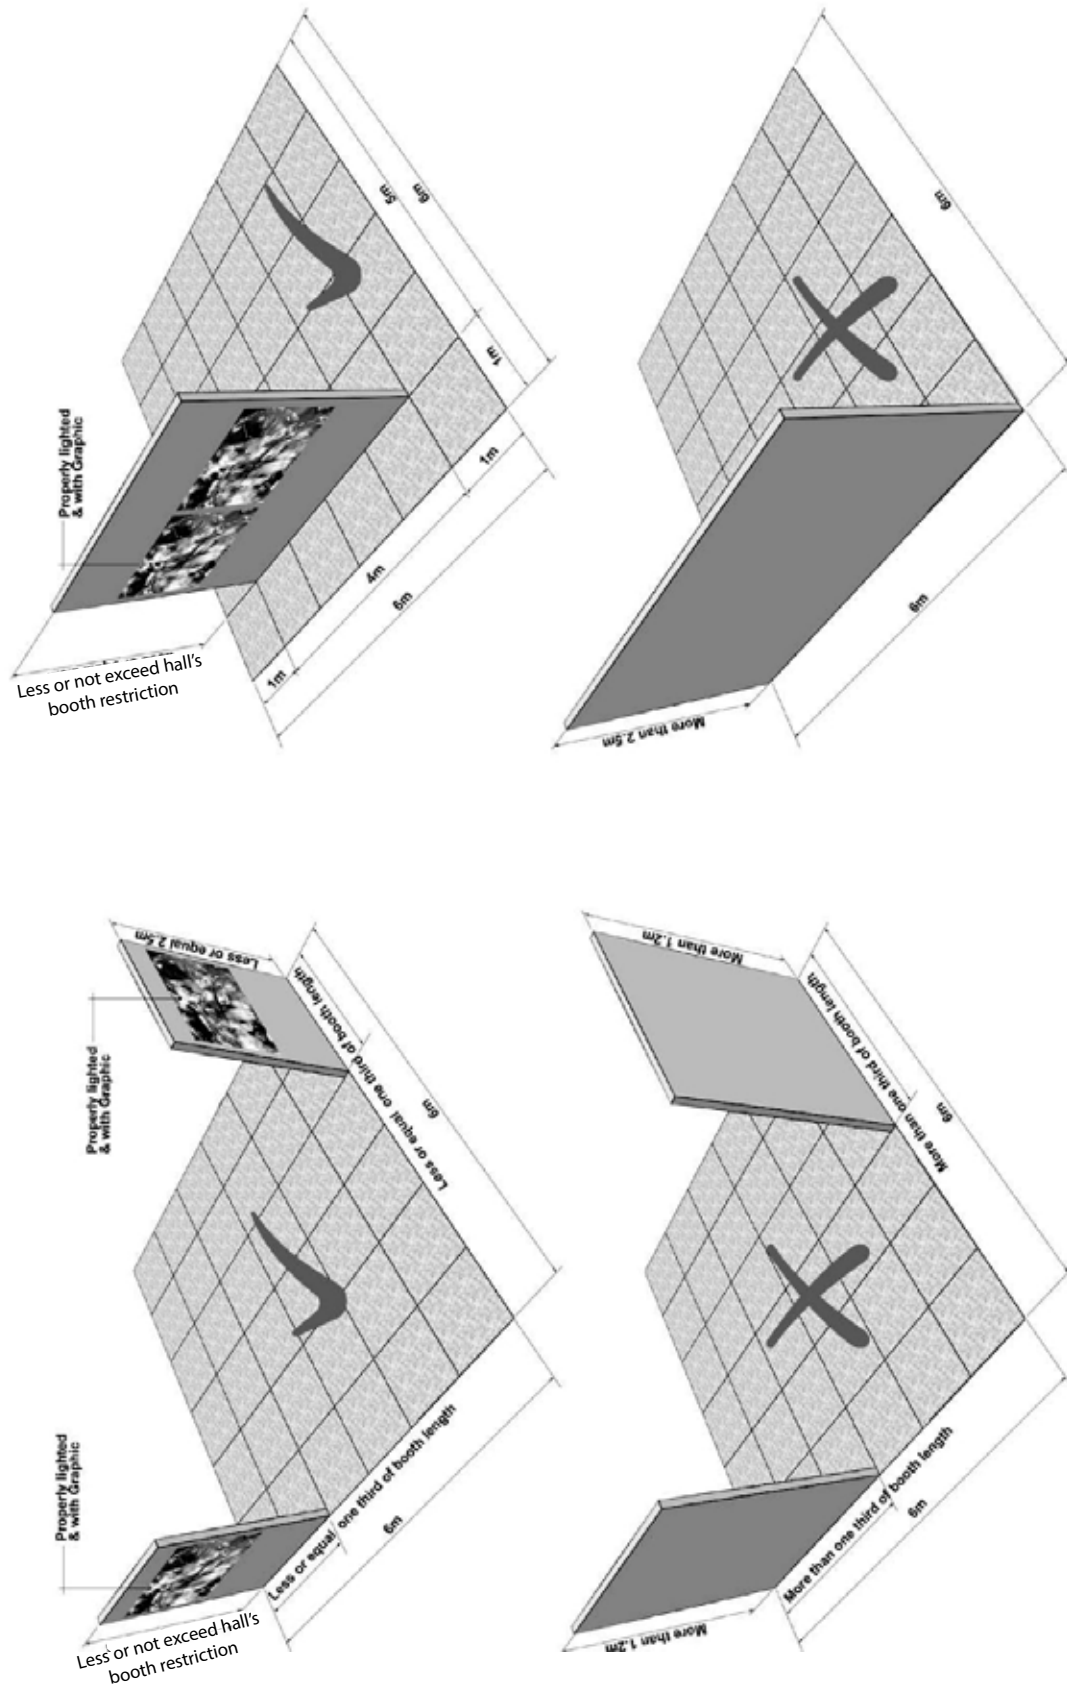 Properly lighted
& with Graphic
5m
6m
1m
1m
4m
6m
1m
Less or not exceed hall's
booth restriction
6m
6m
More than 2.5m
Properly lighted
& with Graphic
Less or equal 2.5m
Less or equal one third of booth length
6m
Properly lighted
& with Graphic
Less or equal one third of booth length
6m
Less or not exceed hall's
booth restriction
More than 1.2m
More than one third of booth length
6m
More than one third of booth length
6m
More than 1.2m